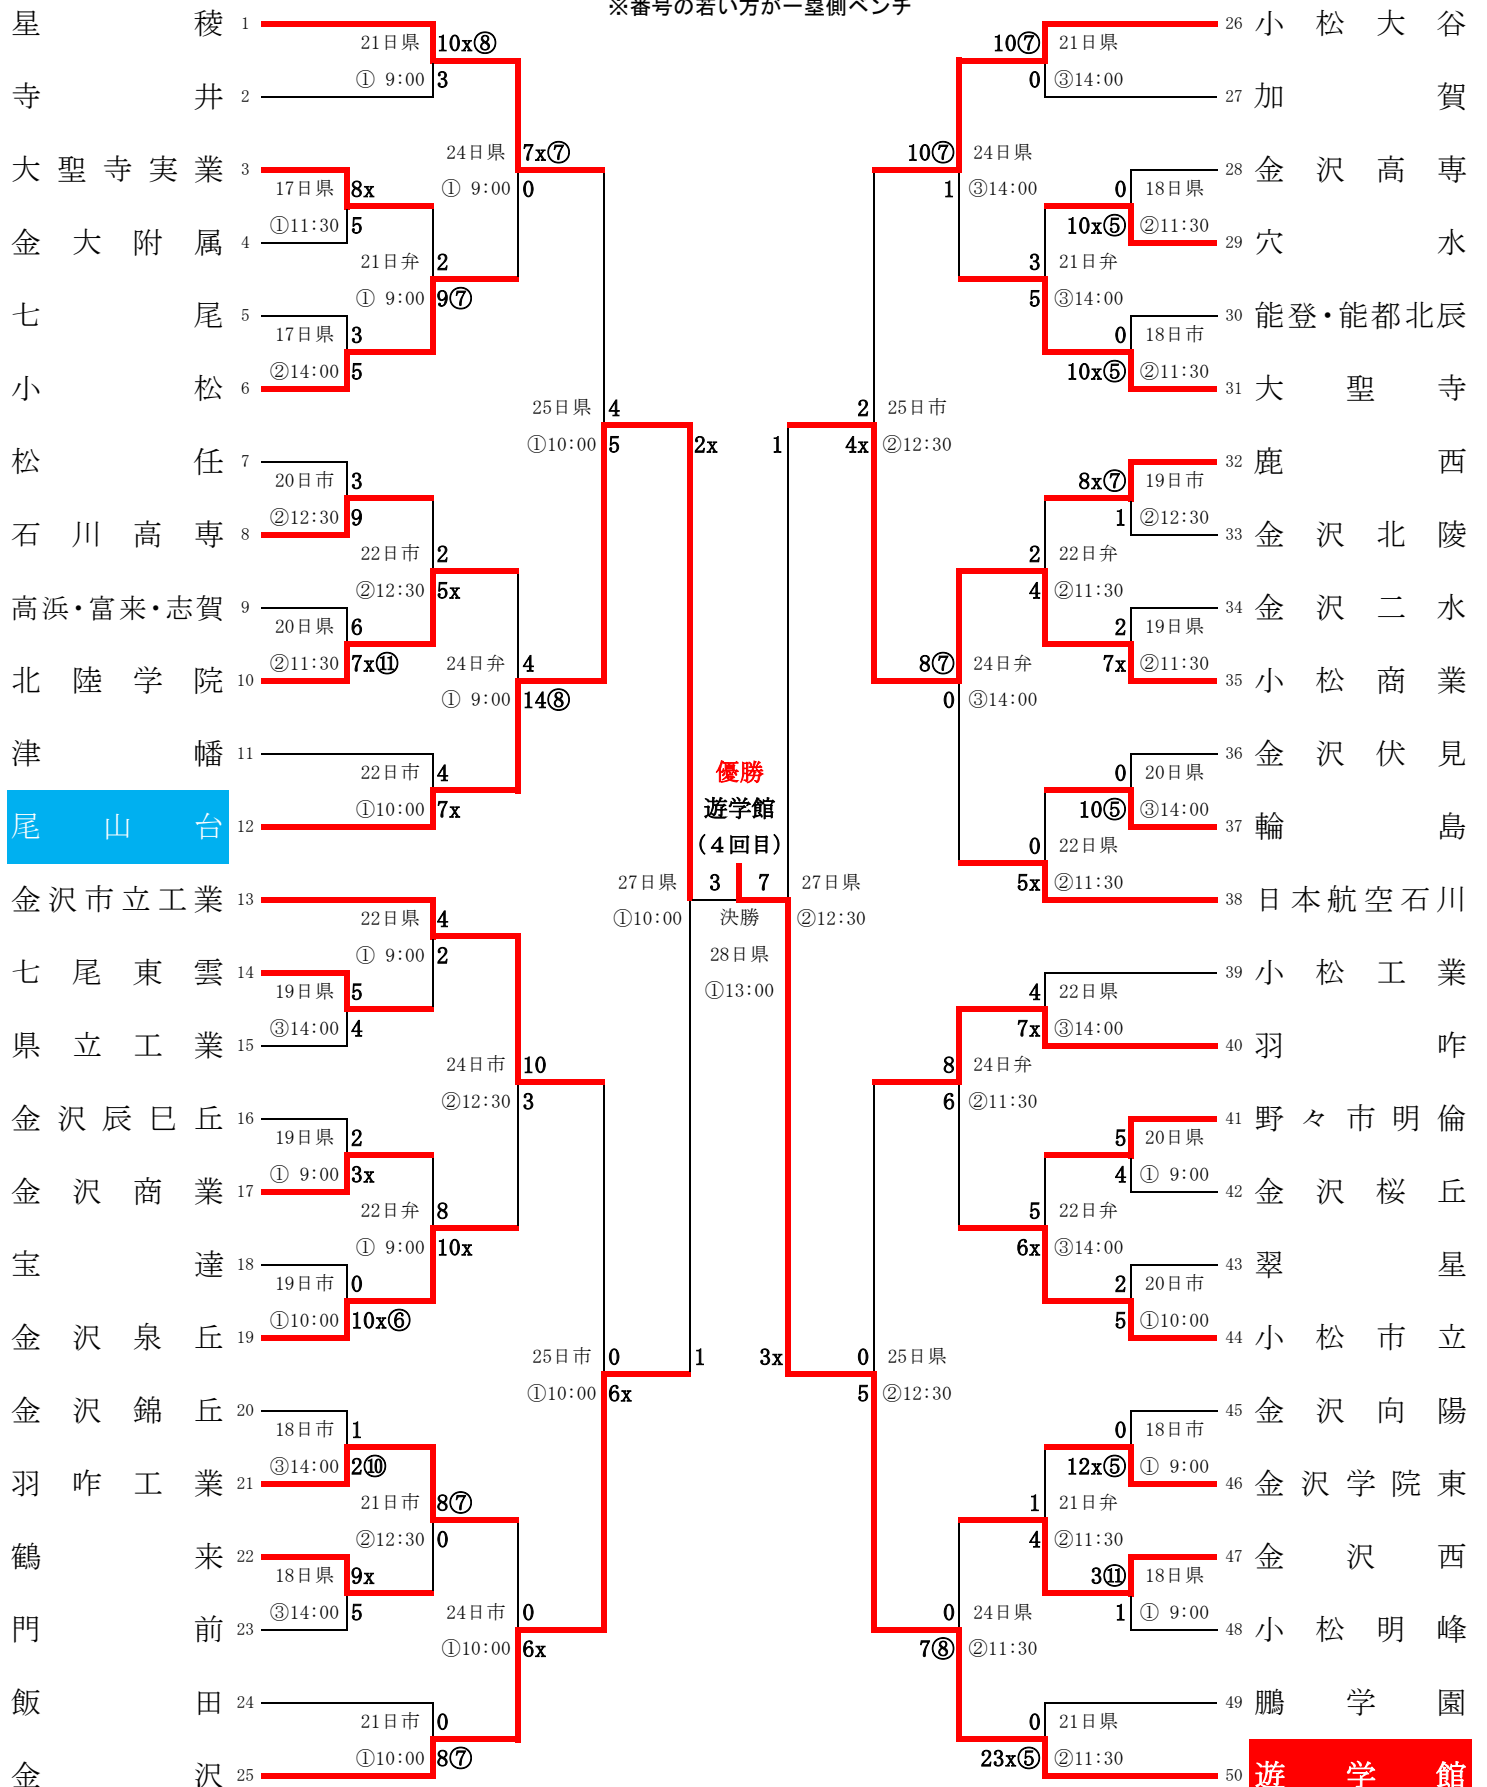 ※番号の若い方が一塁側ベンチ
星稜 1
21日県 10x⑧
① 9:00 3
寺井 2
24日県 7x⑦
① 9:00 0
大聖寺実業 3
17日県 8x
①11:30 5
金大附属 4
21日弁 2
① 9:00 9⑦
七尾 5
17日県 3
②14:00 5
小松 6
25日県 4
①10:00 5
松任 7
20日市 3
②12:30 9
石川高専 8
22日市 2
②12:30 5x
高浜・富来・志賀 9
20日県 6
②11:30 7x⑪
北陸学院 10
24日弁 4
① 9:00 14⑧
津幡 11
22日市 4
①10:00 7x
尾山台 12
金沢市立工業 13
22日県 4
① 9:00 2
七尾東雲 14
19日県 5
③14:00 4
県立工業 15
24日市 10
②12:30 3
金沢辰巳丘 16
19日県 2
① 9:00 3x
金沢商業 17
22日弁 8
① 9:00 10x
宝達 18
19日市 0
①10:00 10x⑥
金沢泉丘 19
25日市 0
①10:00 6x
金沢錦丘 20
18日市 1
③14:00 2⑩
羽咋工業 21
21日市 8⑦
②12:30 0
鶴来 22
18日県 9x
③14:00 5
門前 23
24日市 0
①10:00 6x
飯田 24
21日市 0
①10:00 8⑦
金沢 25
2x
27日県
①10:00
1
優勝
遊学館
(４回目)
3 7
決勝
28日県
①13:00
1
27日県
②12:30
3x
26 小松大谷
10⑦ 21日県
0 ③14:00
27 加賀
10⑦ 24日県
1 ③14:00
28 金沢高専
0 18日県
10x⑤ ②11:30
29 穴水
3 21日弁
5 ③14:00
30 能登・能都北辰
0 18日市
10x⑤ ②11:30
31 大聖寺
2 25日市
4x ②12:30
32 鹿西
8x⑦ 19日市
1 ②12:30
33 金沢北陵
2 22日弁
4 ②11:30
34 金沢二水
2 19日県
7x ②11:30
35 小松商業
8⑦ 24日弁
0 ③14:00
36 金沢伏見
0 20日県
10⑤ ③14:00
37 輪島
0 22日県
5x ②11:30
38 日本航空石川
39 小松工業
4 22日県
7x ③14:00
40 羽咋
8 24日弁
6 ②11:30
41 野々市明倫
5 20日県
4 ① 9:00
42 金沢桜丘
5 22日弁
6x ③14:00
43 翠星
2 20日市
5 ①10:00
44 小松市立
0 25日県
5 ②12:30
45 金沢向陽
0 18日市
12x⑤ ① 9:00
46 金沢学院東
1 21日弁
4 ②11:30
47 金沢西
3⑪ 18日県
1 ① 9:00
48 小松明峰
0 24日県
7⑧ ②11:30
49 鵬学園
0 21日県
23x⑤ ②11:30
50 遊学館